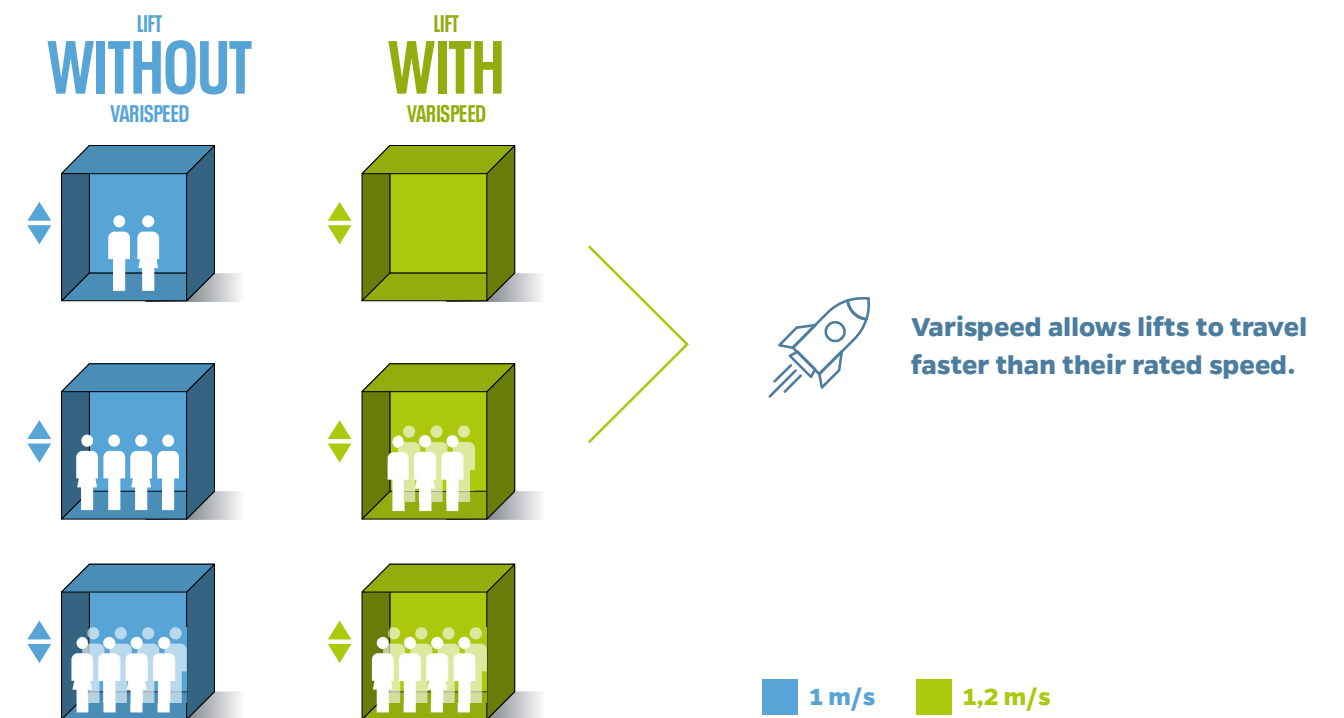 LIFT
WITHOUT
VARISPEED
LIFT
WITH
VARISPEED
Varispeed allows lifts to travel
faster than their rated speed.
1 m/s
1,2 m/s